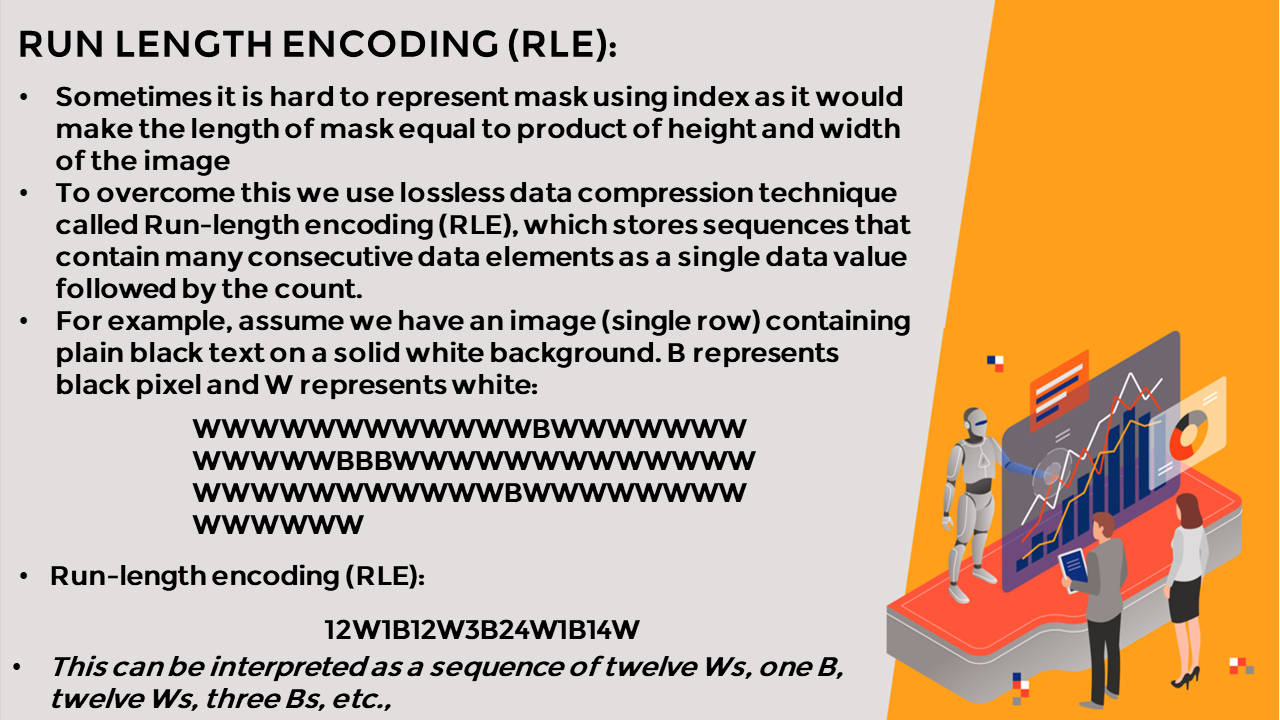 RUN LENGTH ENCODING (RLE):
• Sometimes it is hard to represent mask using index as it would
make the length of mask equal to product of height and width
of the image
• To overcome this we use lossless data compression technique
called Run-length encoding (RLE), which stores sequences that
contain many consecutive data elements as a single data value
followed by the count.
• For example, assume we have an image (single row) containing
plain black text on a solid white background. B represents
black pixel and W represents white:
WWWWWWWWWWWWBWWWWWWW
WWWWWBBBWWWWWWWWWWWWW
WWWWWWWWWWWBWWWWWWWW
WWWWWW
• Run-length encoding (RLE):
12W1B12W3B24W1B14W
• This can be interpreted as a sequence of twelve Ws, one B,
twelve Ws, three Bs, etc.,